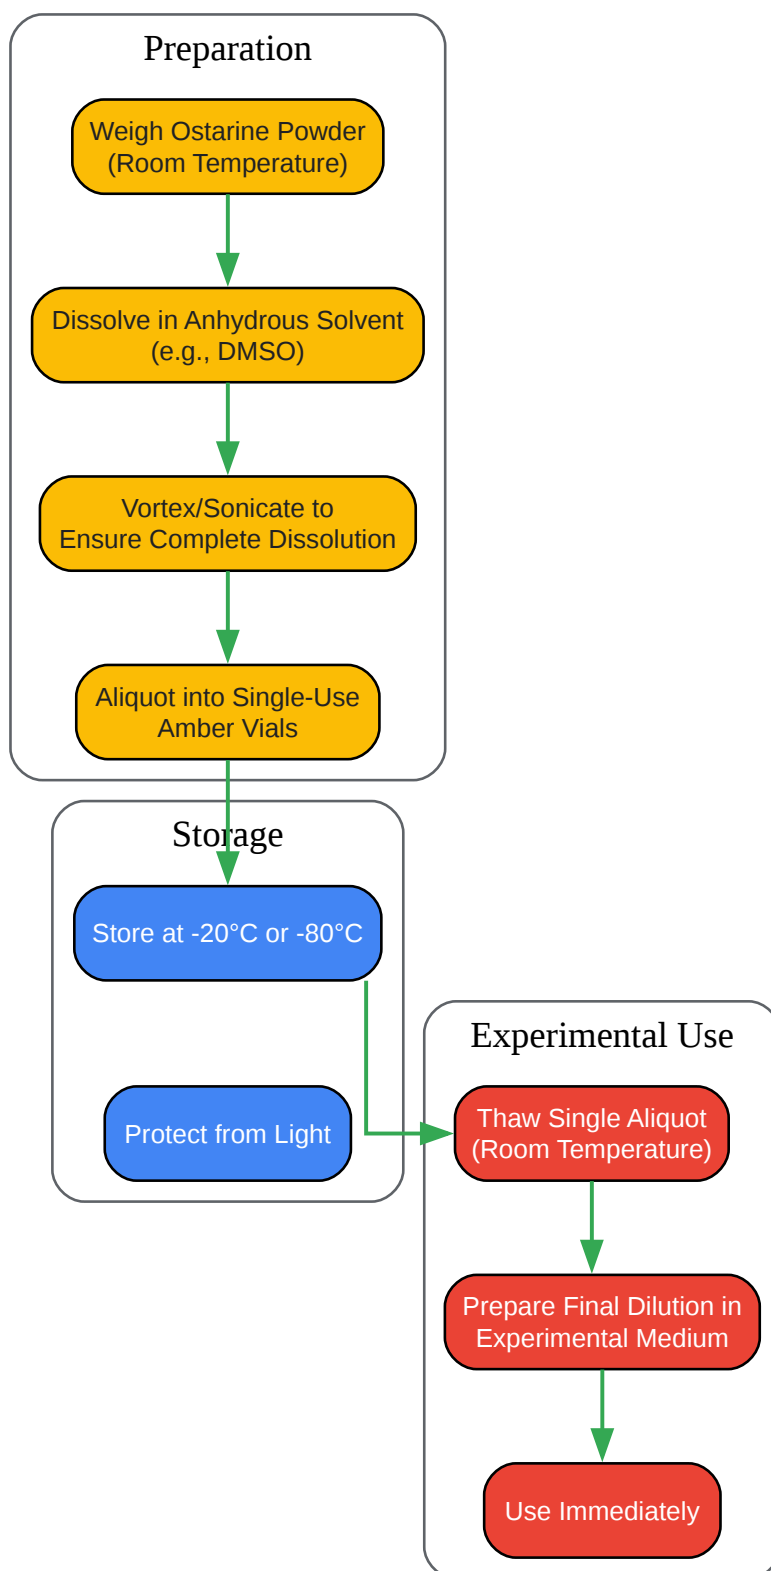 Preparation
Weigh Ostarine Powder
(Room Temperature)
Dissolve in Anhydrous Solvent
(e.g., DMSO)
Vortex/Sonicate to
Ensure Complete Dissolution
Aliquot into Single-Use
Amber Vials
Storage
Store at -20°C or -80°C
Protect from Light
Experimental Use
Thaw Single Aliquot
(Room Temperature)
Prepare Final Dilution in
Experimental Medium
Use Immediately